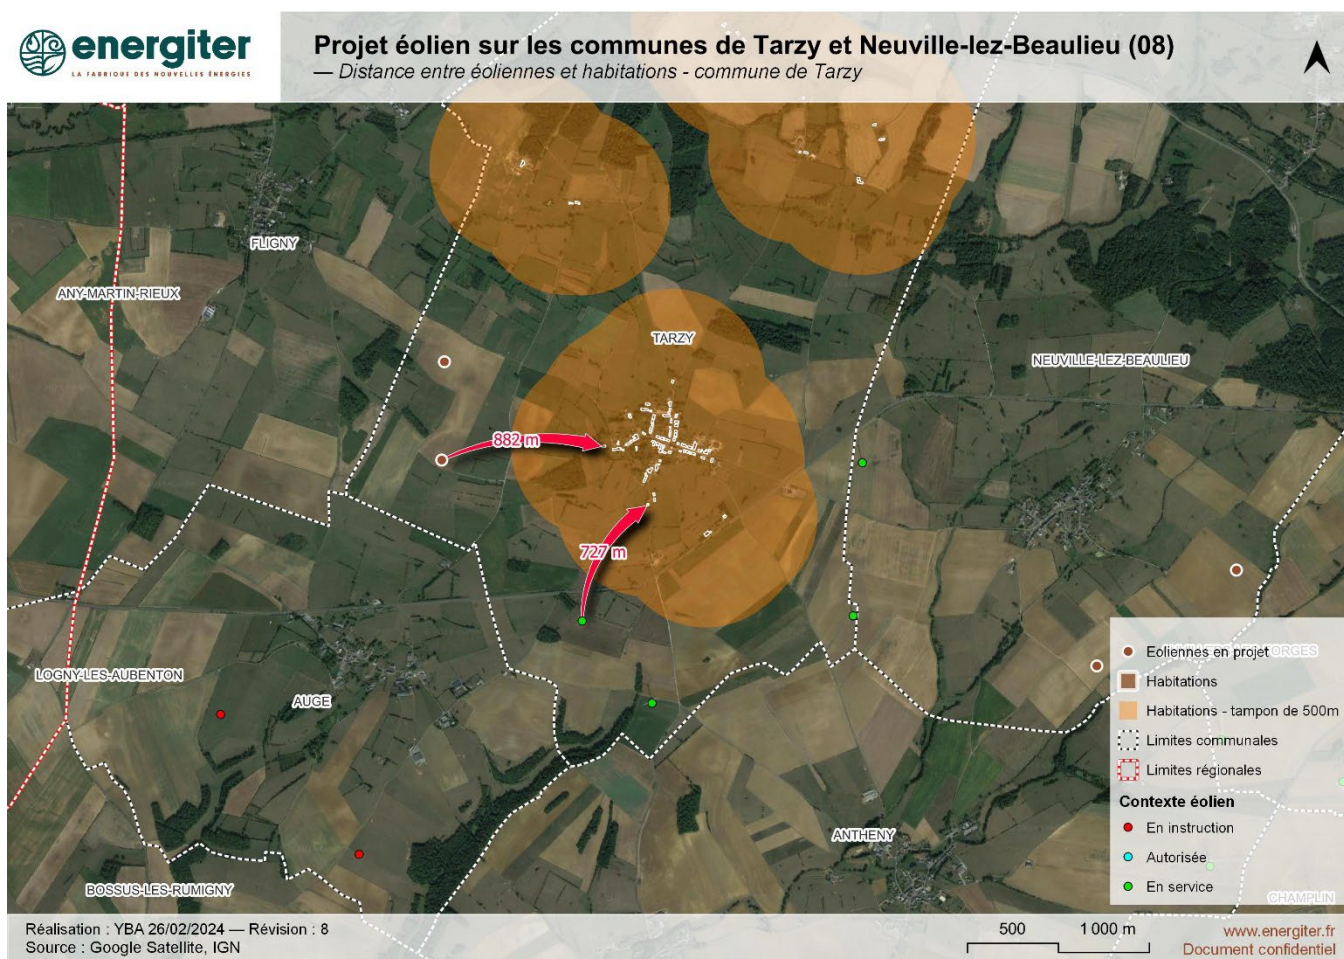 energiter
LA FABRIQUE DES NOUVELLES ÉNERGIES
Projet éolien sur les communes de Tarzy et Neuville-lez-Beaulieu (08)
— Distance entre éoliennes et habitations - commune de Tarzy
FLIGNY
ANY-MARTIN-RIEUX
TARZY
NEUVILLE-LEZ-BEAULIEU
882 m
727 m
LOGNY-LES-AUBENTON
AUGE
ANTHENY
BOSSUS-LES-RUMIGNY
Eoliennes en projet
Habitations
Habitations - tampon de 500m
Limites communales
Limites régionales
Contexte éolien
En instruction
Autorisée
En service
CHAMPLIN
Réalisation : YBA 26/02/2024 — Révision : 8
Source : Google Satellite, IGN
500 1 000 m
www.energiter.fr
Document confidentiel